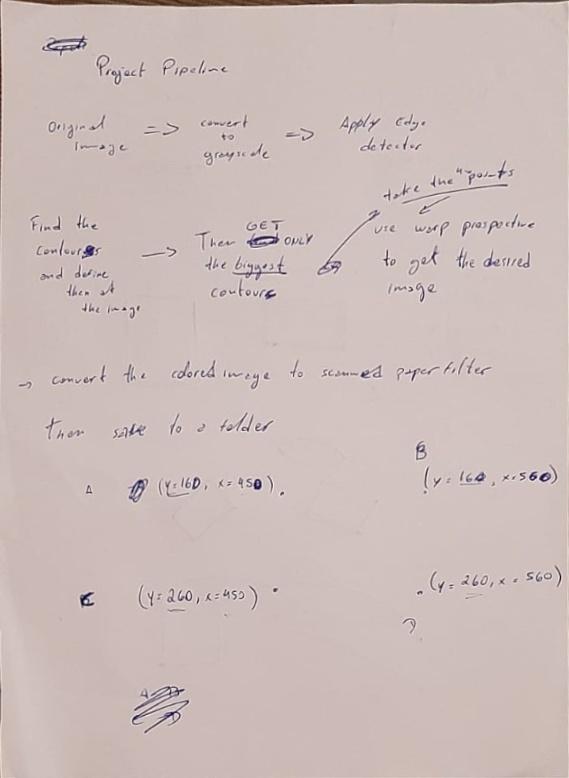 Project Pipeline
Original Image => convert to grayscale => Apply Edge detector
take the 4 points
Find the contours and define them at the image -> Then GET ONLY the biggest contours
use warp prospective to get the desired image
-> convert the colored image to scanned paper filter
Then save to a folder
A (y=160, x=450).
B
(y=160, x=560)
C (y=260, x=450)
(y=260, x=560)